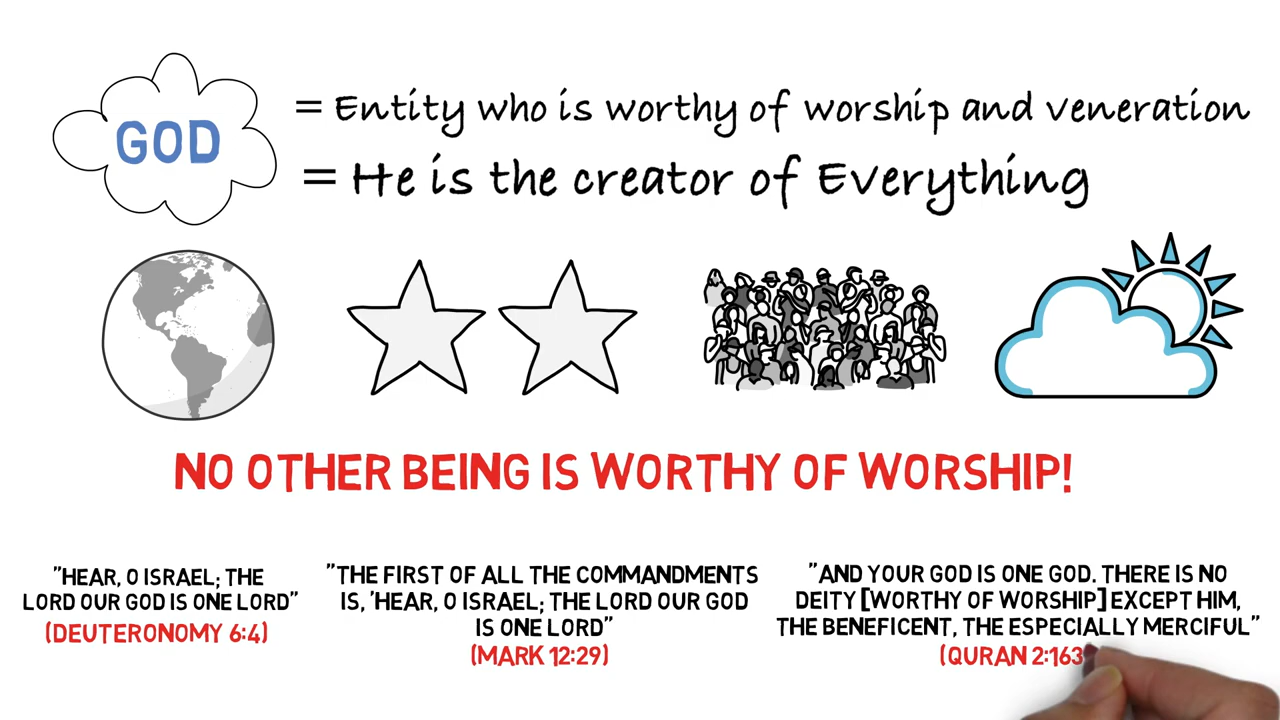 GOD
= Entity who is worthy of worship and veneration
= He is the creator of Everything
NO OTHER BEING IS WORTHY OF WORSHIP!
"HEAR, O ISRAEL; THE
LORD OUR GOD IS ONE LORD"
(DEUTERONOMY 6:4)
"THE FIRST OF ALL THE COMMANDMENTS
IS, 'HEAR, O ISRAEL; THE LORD OUR GOD
IS ONE LORD"
(MARK 12:29)
"AND YOUR GOD IS ONE GOD. THERE IS NO
DEITY [WORTHY OF WORSHIP] EXCEPT HIM,
THE BENEFICENT, THE ESPECIALLY MERCIFUL"
(QURAN 2:163